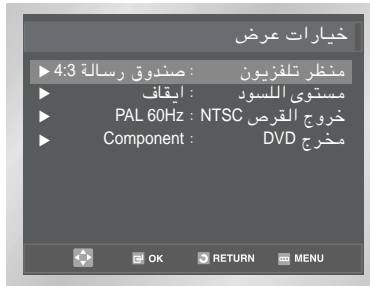 خيارات عرض
منظر تلفزيون : صندوق رسالة 4:3 ◀
مستوى اللسود : ايقاف ◀
خروج القرص NTSC : PAL 60Hz ◀
مخرج DVD : Component ◀
OK RETURN MENU